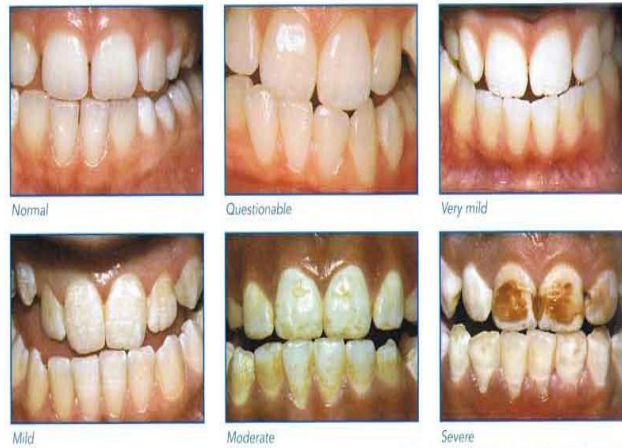 Normal
Questionable
Very mild
Mild
Moderate
Severe